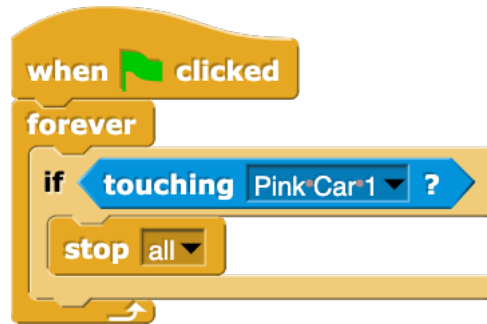 when clicked
forever
if touching Pink Car 1 ?
stop all